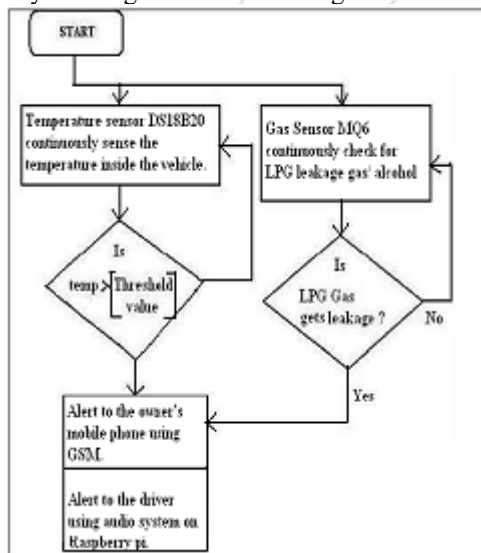 START
Temperature sensor DS18B20
continuously sense the
temperature inside the vehicle.
Gas Sensor MQ6
continuously check for
LPG leakage gas/ alcohol
Is
temp>[Threshold
value]
Is
LPG Gas
gets leakage ?
No
Yes
Alert to the owner's
mobile phone using
GSM.
Alert to the driver
using audio system on
Raspberry pi.